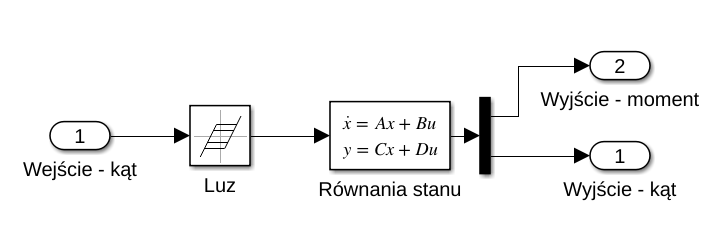 1
Wejście - kąt
Luz
ẋ = Ax + Bu
y = Cx + Du
Równania stanu
2
Wyjście - moment
1
Wyjście - kąt